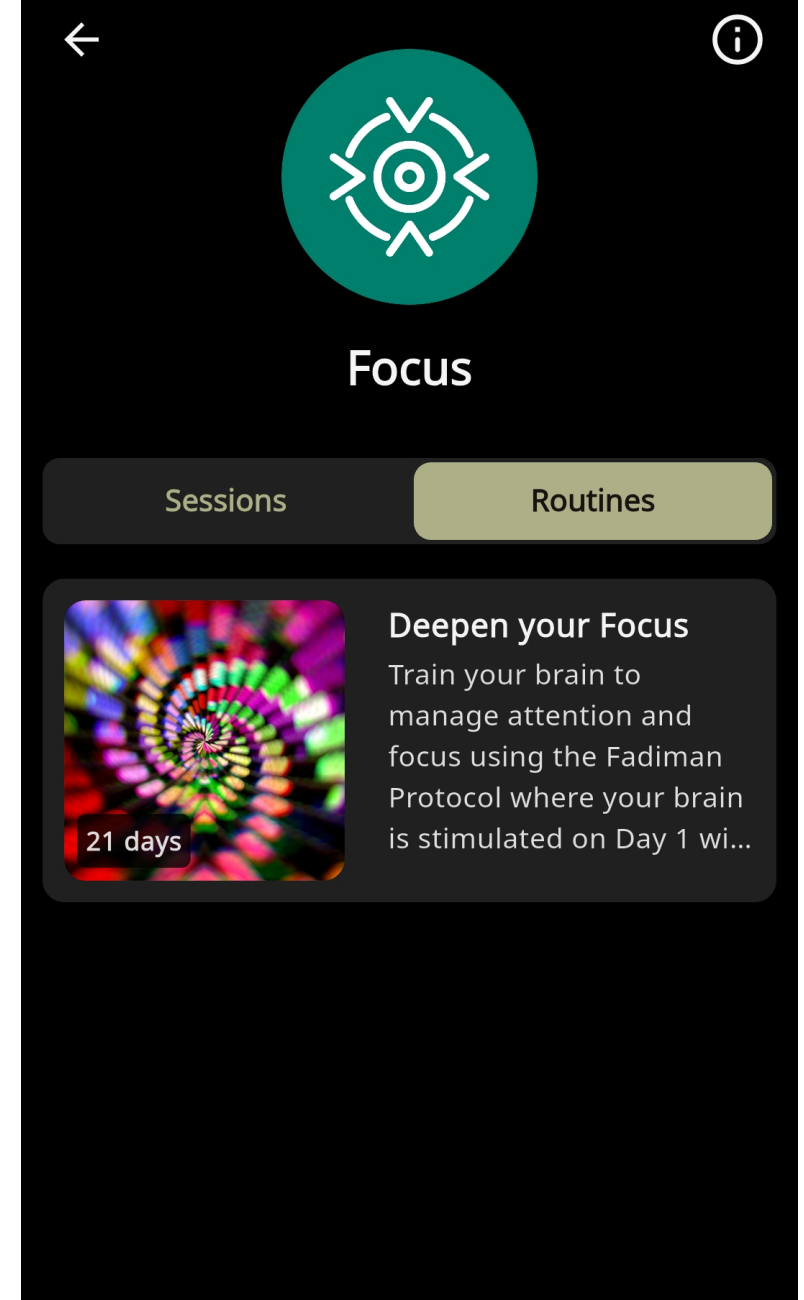 Focus
Sessions
Routines
Deepen your Focus
Train your brain to
manage attention and
focus using the Fadiman
Protocol where your brain
is stimulated on Day 1 wi...
21 days